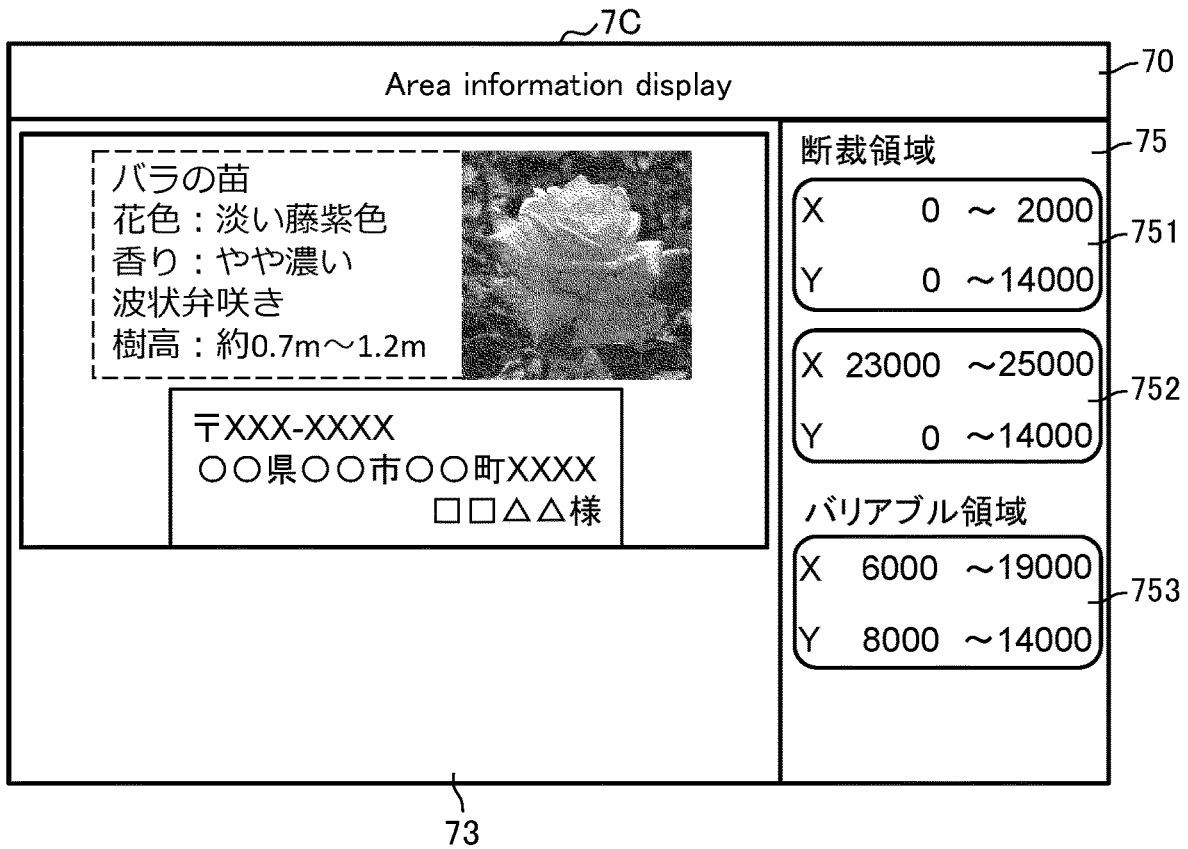 7C
Area information display
70
バラの苗
花色：淡い藤紫色
香り：やや濃い
波状弁咲き
樹高：約0.7m～1.2m
〒XXX-XXXX
○○県○○市○○町XXXX
□□△△様
73
75
断裁領域
X 0 ～ 2000
Y 0 ～14000
751
X 23000 ～25000
Y 0 ～14000
752
バリアブル領域
X 6000 ～19000
Y 8000 ～14000
753